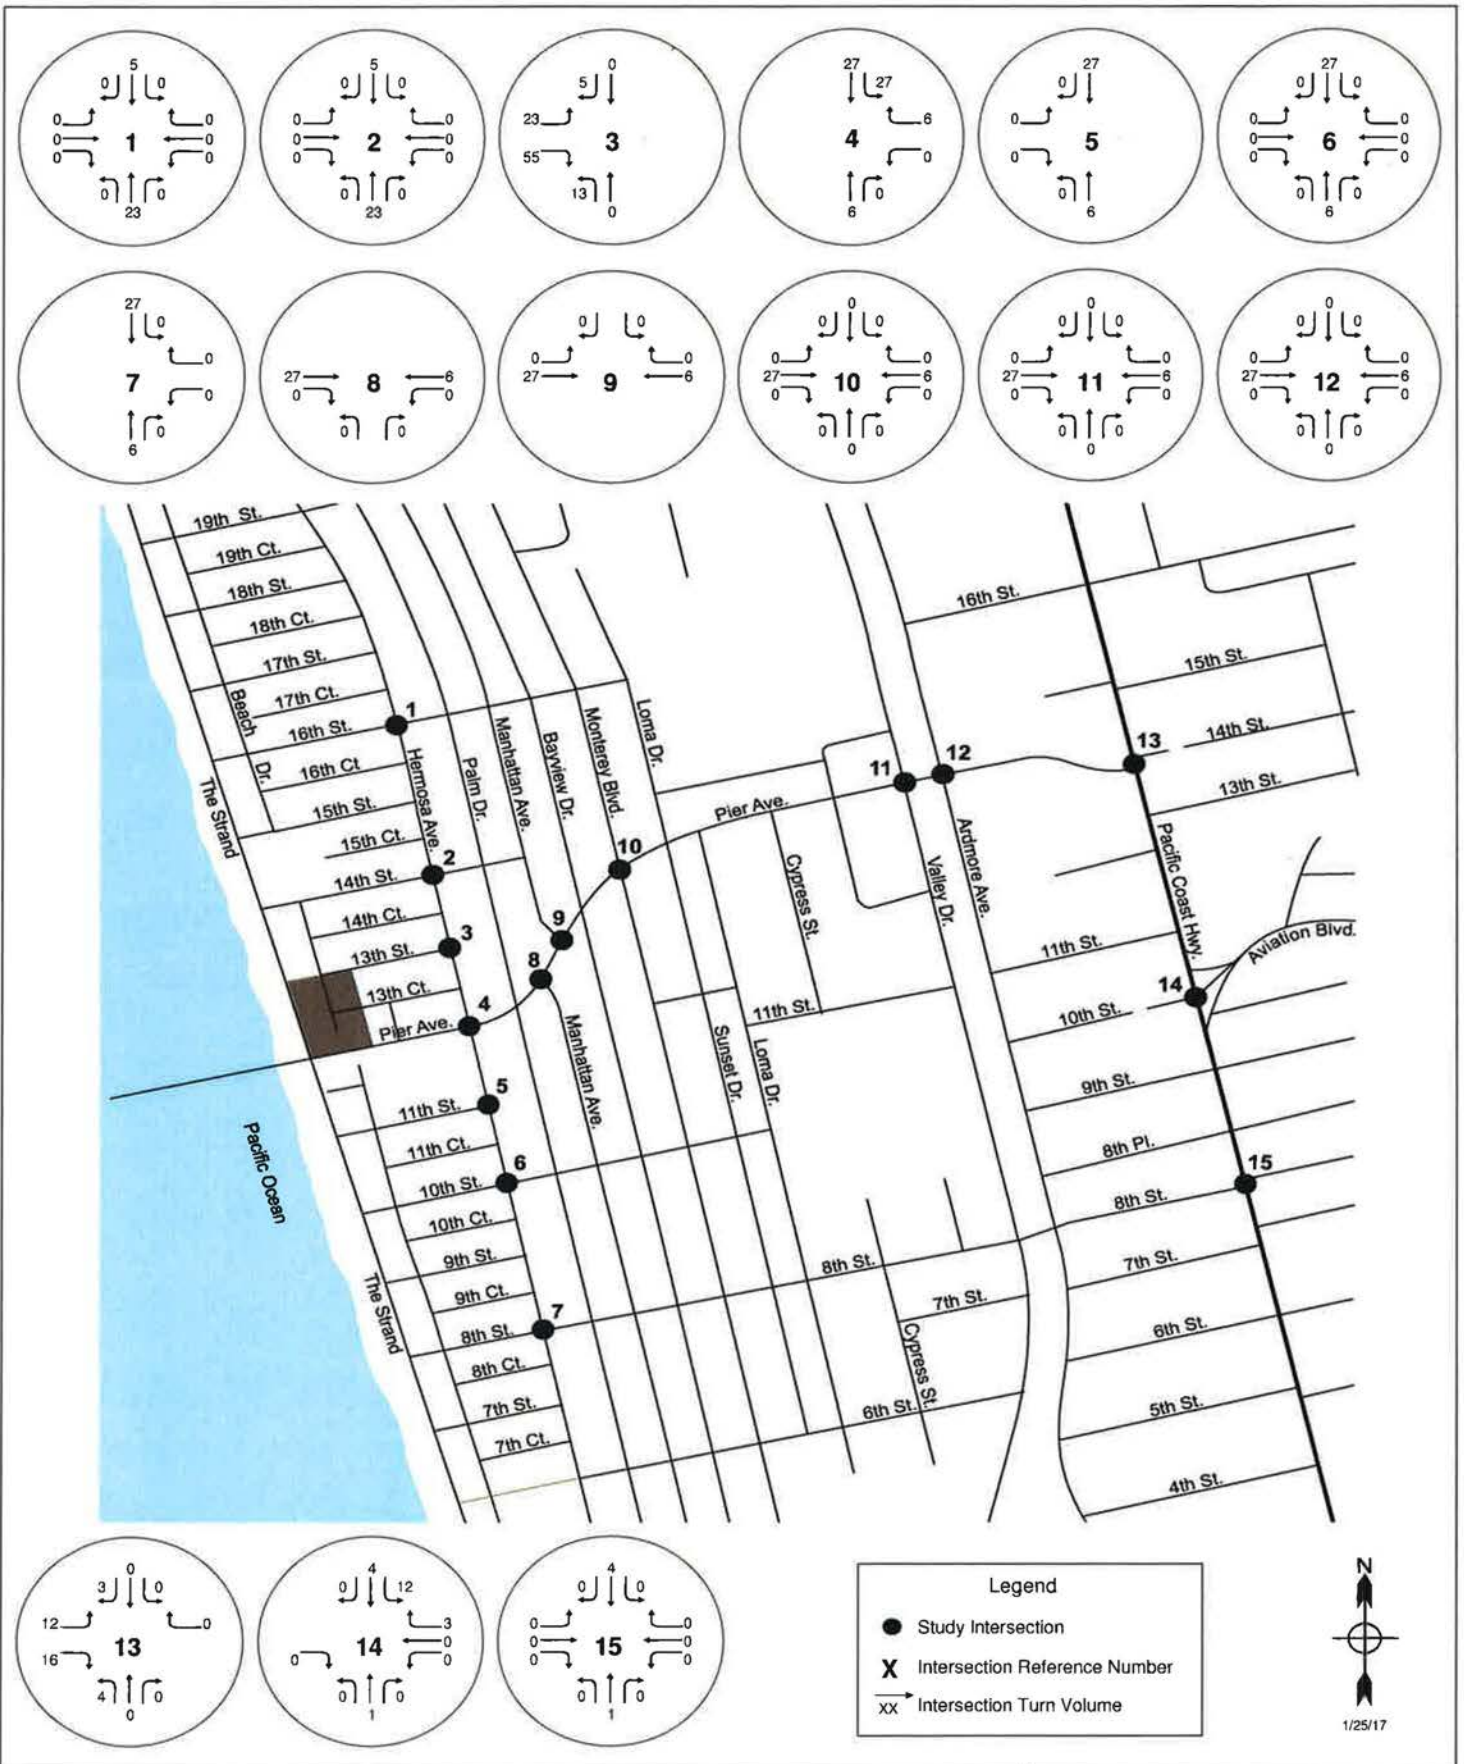 5
0 0
0 0
0 1 0
0 0
0 0
23
5
0 0
0 0
0 2 0
0 0
0 0
23
0
5
23
3
55
13
0
27
27
6
4
0
0
6
27
0
0
5
0
0
6
27
0 0
0 0
0 6 0
0 0
0 0
6
27
0
0
7
0
0
6
27 8 6
0 0
0 0
0 0
0 0
27 9 6
0
0 0
0 0
27 10 6
0 0
0 0
0
0
0 0
0 0
27 11 6
0 0
0 0
0
0
0 0
0 0
27 12 6
0 0
0 0
0
19th St.
19th Ct.
18th St.
18th Ct.
17th St.
17th Ct.
16th St.
16th Ct
15th St.
15th Ct.
14th St.
14th Ct.
13th St.
13th Ct.
Pier Ave.
11th St.
11th Ct.
10th St.
10th Ct.
9th St.
9th Ct.
8th St.
8th Ct.
7th St.
7th Ct.
Beach
Dr.
The Strand
The Strand
Pacific Ocean
Hermosa Ave.
Palm Dr.
Manhattan Ave.
Bayview Dr.
Monterey Blvd.
Loma Dr.
Manhattan Ave.
Sunset Dr.
Loma Dr.
Pier Ave.
Cypress St.
11th St.
Valley Dr.
Ardmore Ave.
8th St.
7th St.
Cypress St.
6th St.
16th St.
15th St.
14th St.
13th St.
Pacific Coast Hwy.
Aviation Blvd.
11th St.
10th St.
9th St.
8th Pl.
8th St.
7th St.
6th St.
5th St.
4th St.
1
2
3
4
5
6
7
8
9
10
11
12
13
14
15
0
3 0
12 0
13
16
4 0
0
4
0 12
3
14 0
0 0
0 0
1
4
0 0
0 0
0 15 0
0 0
0 0
1
Legend
Study Intersection
X Intersection Reference Number
XX Intersection Turn Volume
N
1/25/17